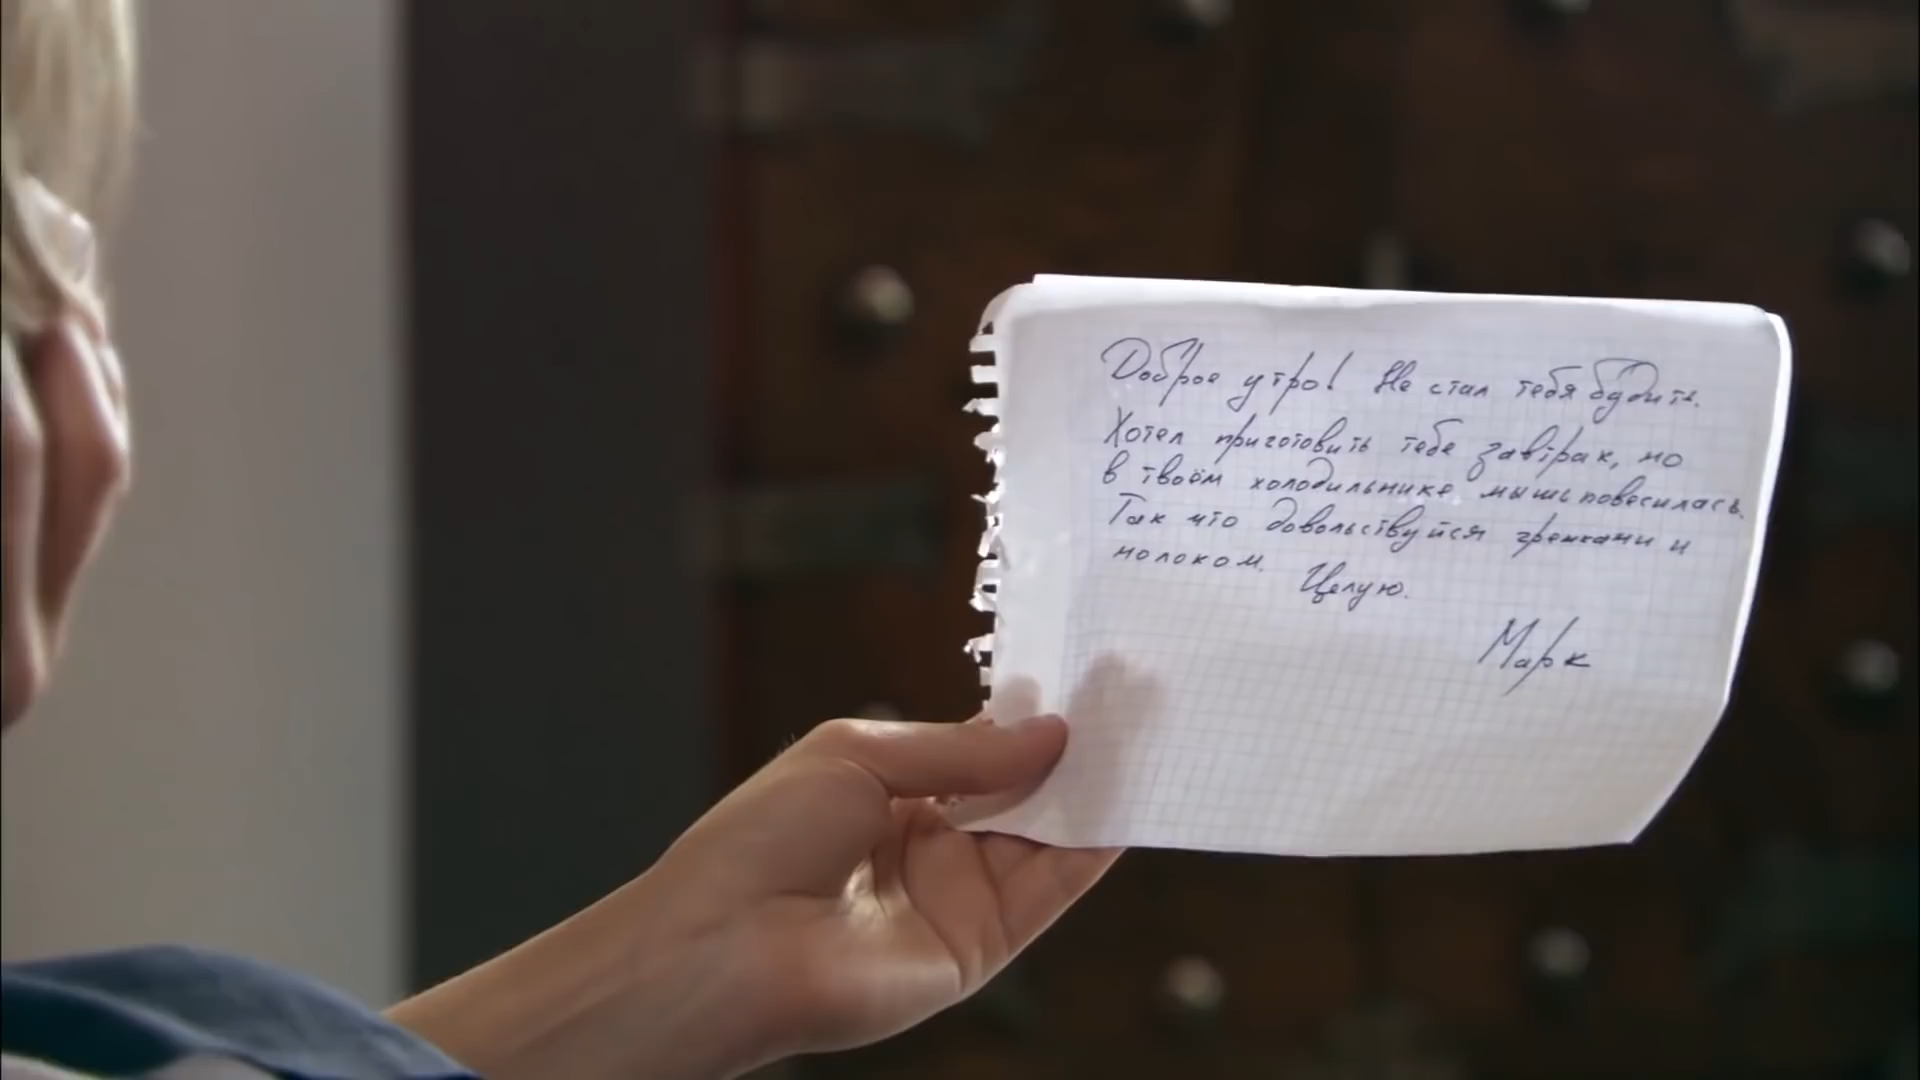 Доброе утро! Не стал тебя будить.
Хотел приготовить тебе завтрак, но
в твоём холодильнике мышь повесилась.
Так что довольствуйся гренками и
молоком. Целую.
Марк